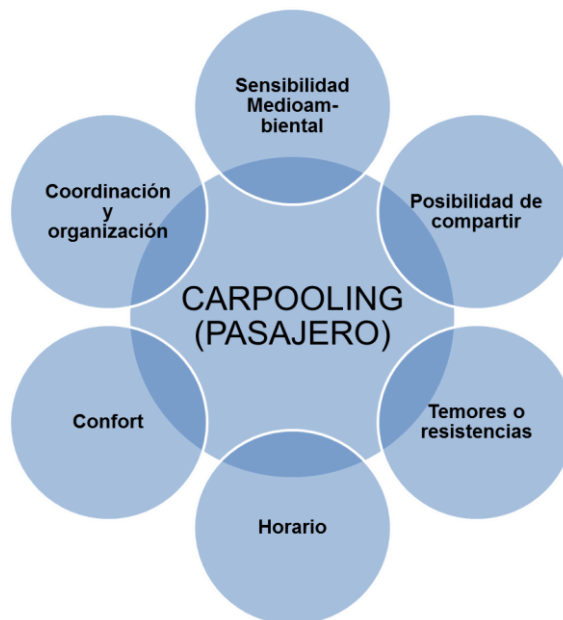 Sensibilidad
Medioam-
biental
Coordinación
y
organización
Posibilidad de
compartir
CARPOOLING
(PASAJERO)
Confort
Temores o
resistencias
Horario